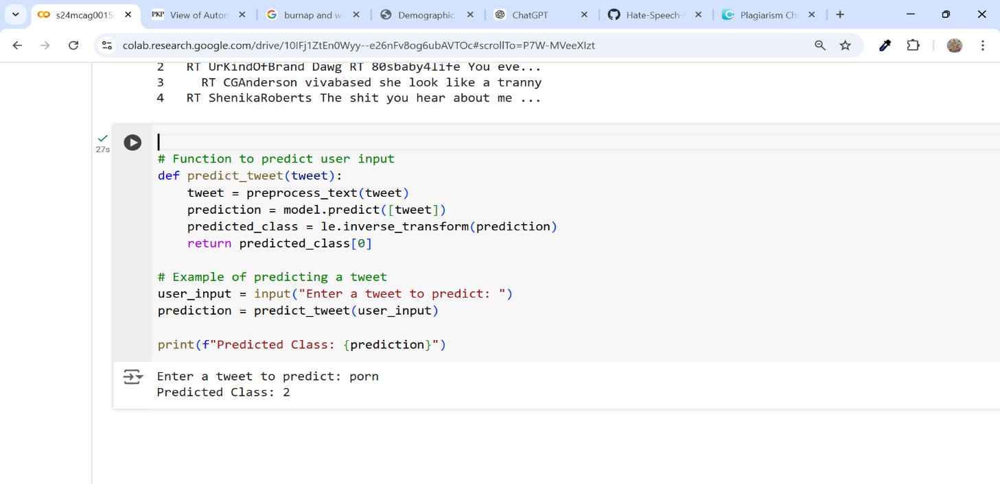 s24mcag0015
View of Auton
burnap and wi
Demographic
ChatGPT
Hate-Speech-
Plagiarism Che
colab.research.google.com/drive/10IFj1ZtEn0Wyy--e26nFv8og6ubAVTOc#scrollTo=P7W-MVeeXIzt
2 RT UrKindOfBrand Dawg RT 80sbaby4life You eve...
3 RT CGAnderson vivabased she look like a tranny
4 RT ShenikaRoberts The shit you hear about me ...
27s
# Function to predict user input
def predict_tweet(tweet):
tweet = preprocess_text(tweet)
prediction = model.predict([tweet])
predicted_class = le.inverse_transform(prediction)
return predicted_class[0]
# Example of predicting a tweet
user_input = input("Enter a tweet to predict: ")
prediction = predict_tweet(user_input)
print(f"Predicted Class: {prediction}")
Enter a tweet to predict: porn
Predicted Class: 2